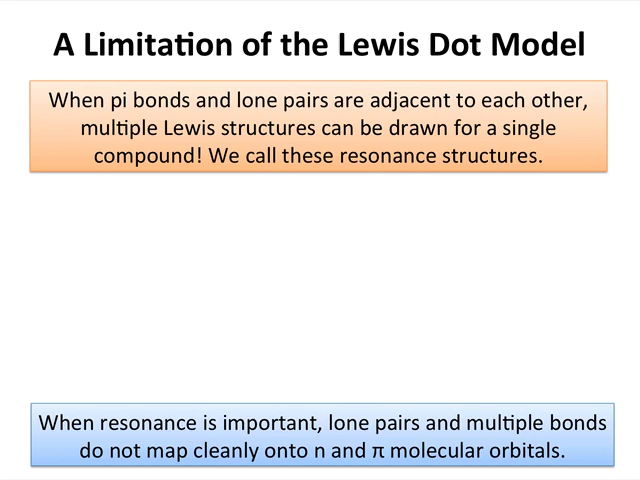 A Limitation of the Lewis Dot Model
When pi bonds and lone pairs are adjacent to each other,
multiple Lewis structures can be drawn for a single
compound! We call these resonance structures.
When resonance is important, lone pairs and multiple bonds
do not map cleanly onto n and π molecular orbitals.